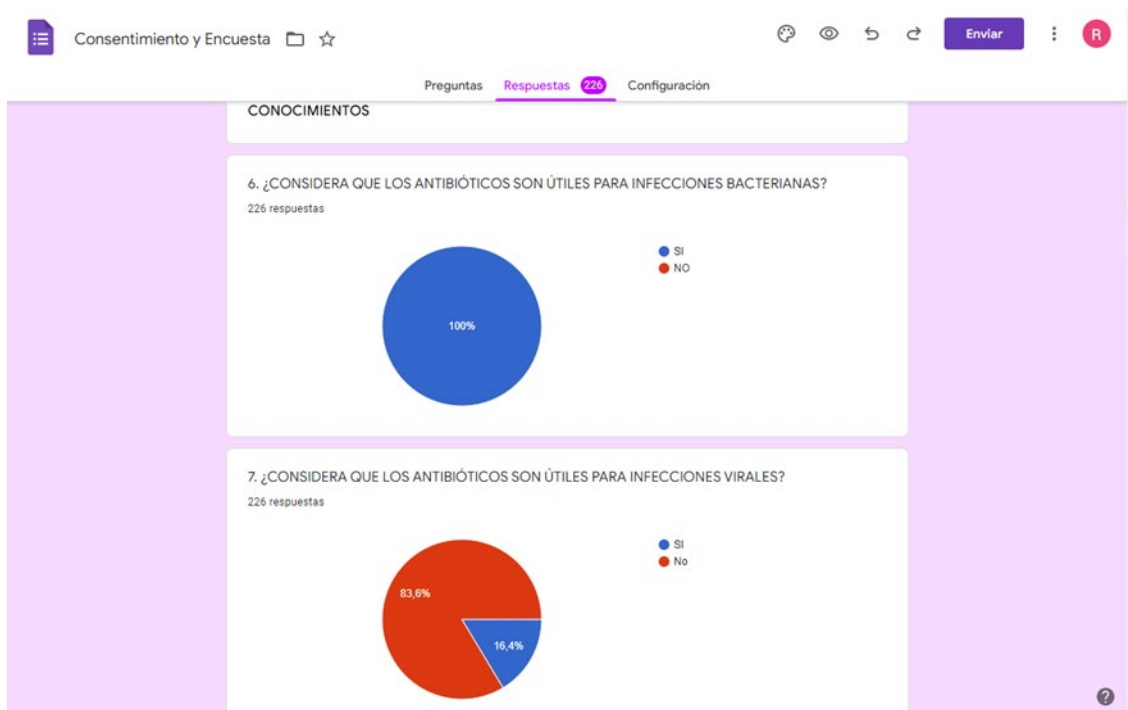 Consentimiento y Encuesta
Enviar
R
Preguntas Respuestas 226 Configuración
CONOCIMIENTOS
6. ¿CONSIDERA QUE LOS ANTIBIÓTICOS SON ÚTILES PARA INFECCIONES BACTERIANAS?
226 respuestas
SI
NO
100%
7. ¿CONSIDERA QUE LOS ANTIBIÓTICOS SON ÚTILES PARA INFECCIONES VIRALES?
226 respuestas
SI
No
83,6%
16,4%